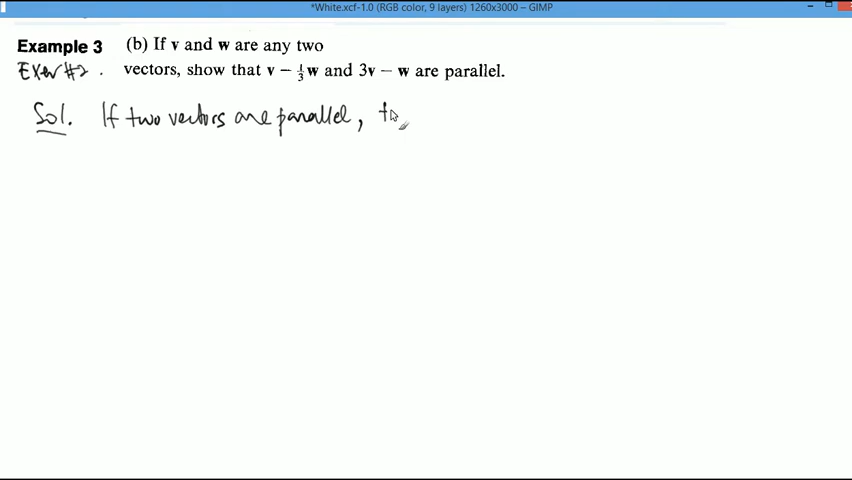 *White.xcf-1.0 (RGB color, 9 layers) 1260x3000 – GIMP
Example 3 (b) If v and w are any two
Exer #2. vectors, show that v − ⅓w and 3v − w are parallel.
Sol. If two vectors are parallel,